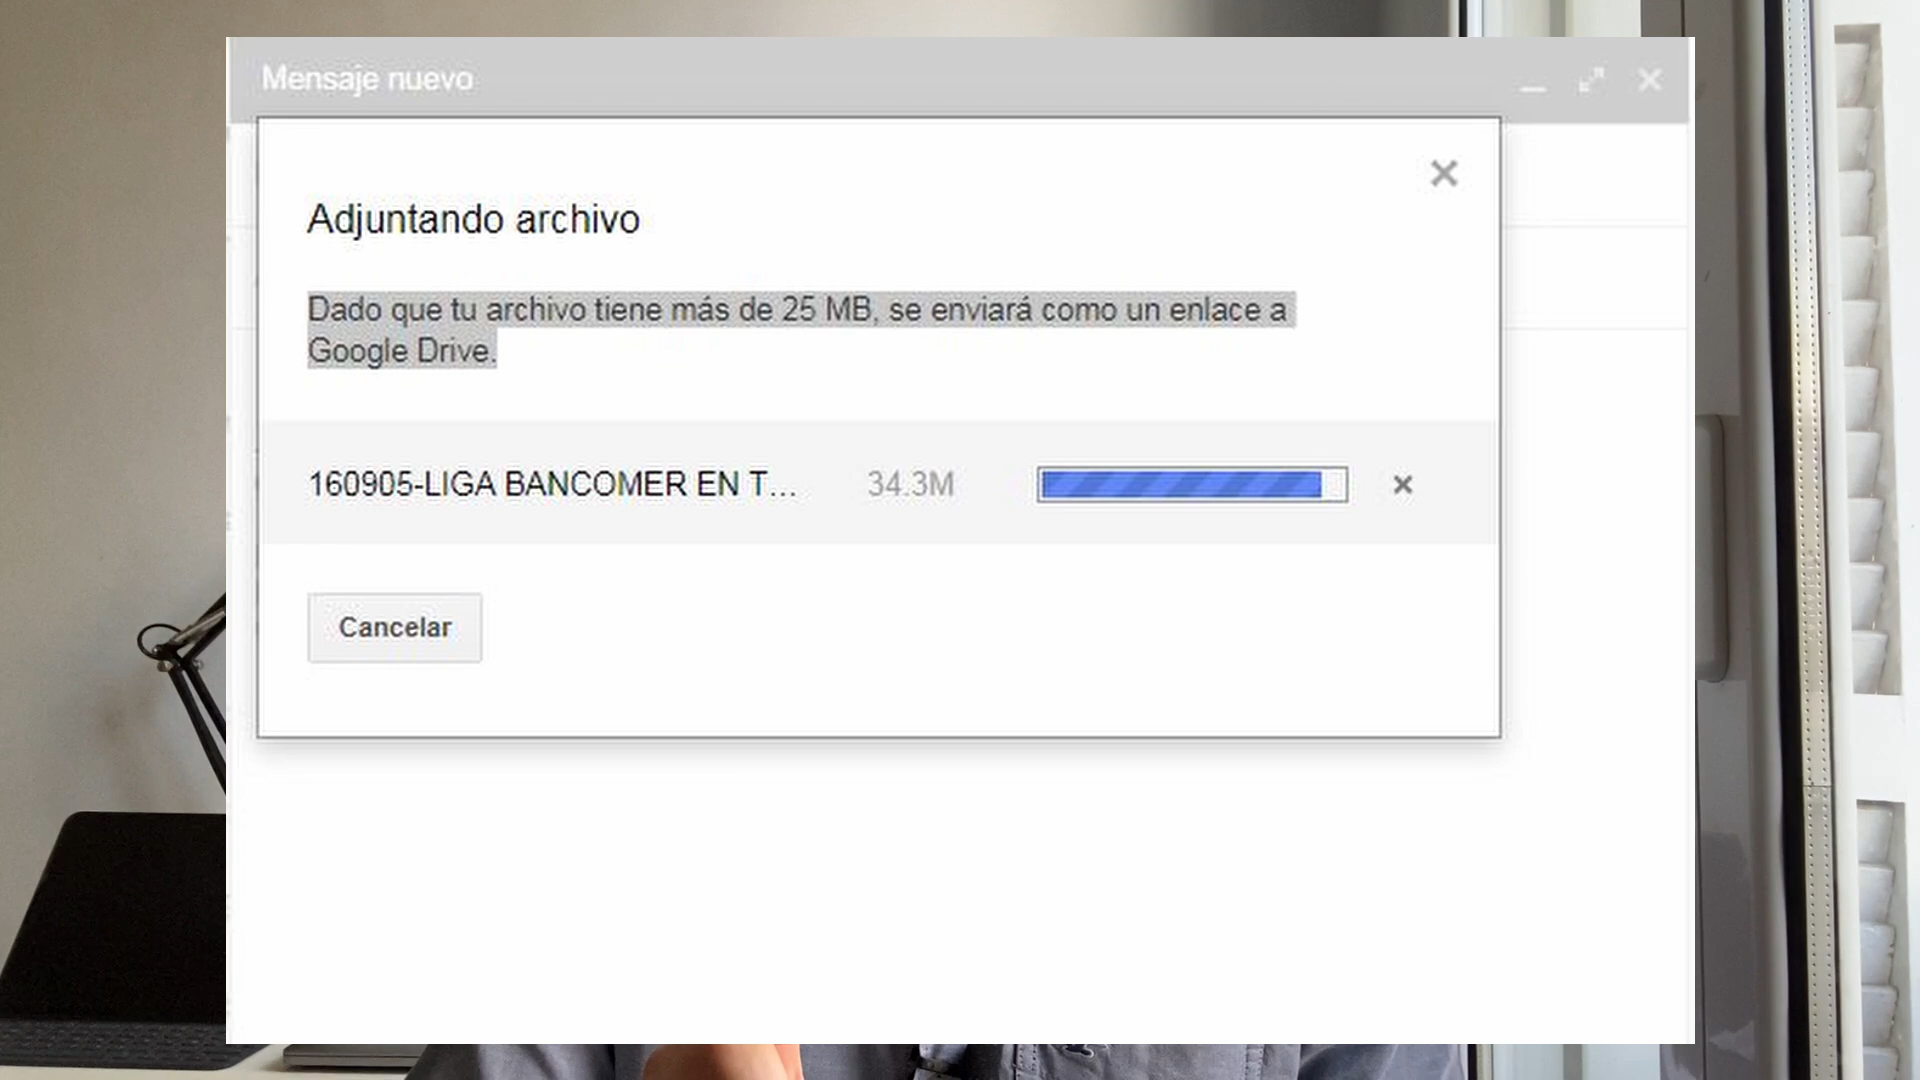 Mensaje nuevo
Adjuntando archivo
Dado que tu archivo tiene más de 25 MB, se enviará como un enlace a
Google Drive.
160905-LIGA BANCOMER EN T... 34.3M
Cancelar